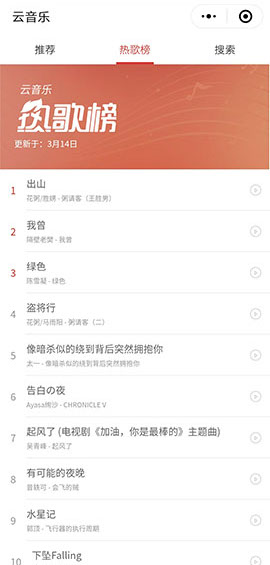 云音乐
推荐
热歌榜
搜索
云音乐
热歌榜
更新于：3月14日
1
出山
花粥/胜娚 - 粥请客（王胜男）
2
我曾
隔壁老樊 - 我曾
3
绿色
陈雪凝 - 绿色
4
盗将行
花粥/马雨阳 - 粥请客（二）
5
像暗杀似的绕到背后突然拥抱你
太一 - 像暗杀似的绕到背后突然拥抱你
6
告白の夜
Ayasa绚沙 - CHRONICLE V
7
起风了 (电视剧《加油，你是最棒的》主题曲)
吴青峰 - 起风了
8
有可能的夜晚
曾轶可 - 会飞的贼
9
水星记
郭顶 - 飞行器的执行周期
10
下坠Falling